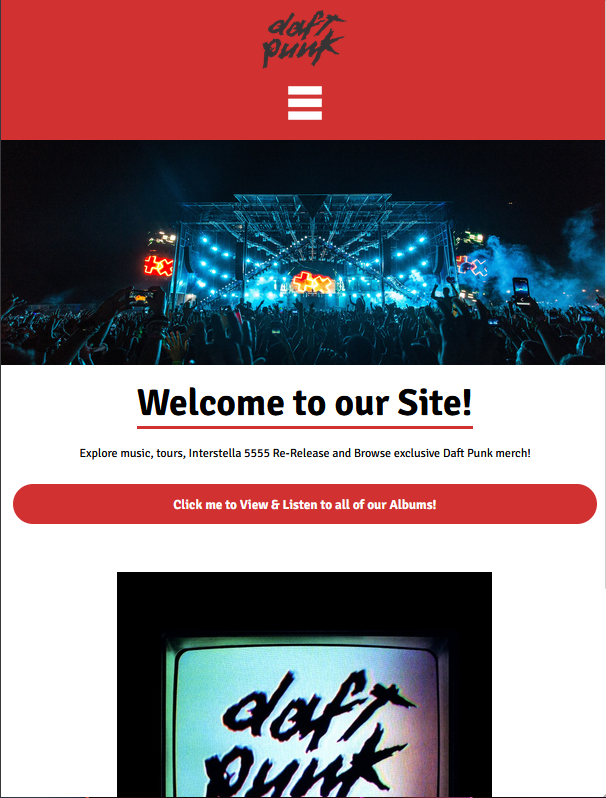 daft
punk
Welcome to our Site!
Explore music, tours, Interstella 5555 Re-Release and Browse exclusive Daft Punk merch!
Click me to View & Listen to all of our Albums!
daft
punk